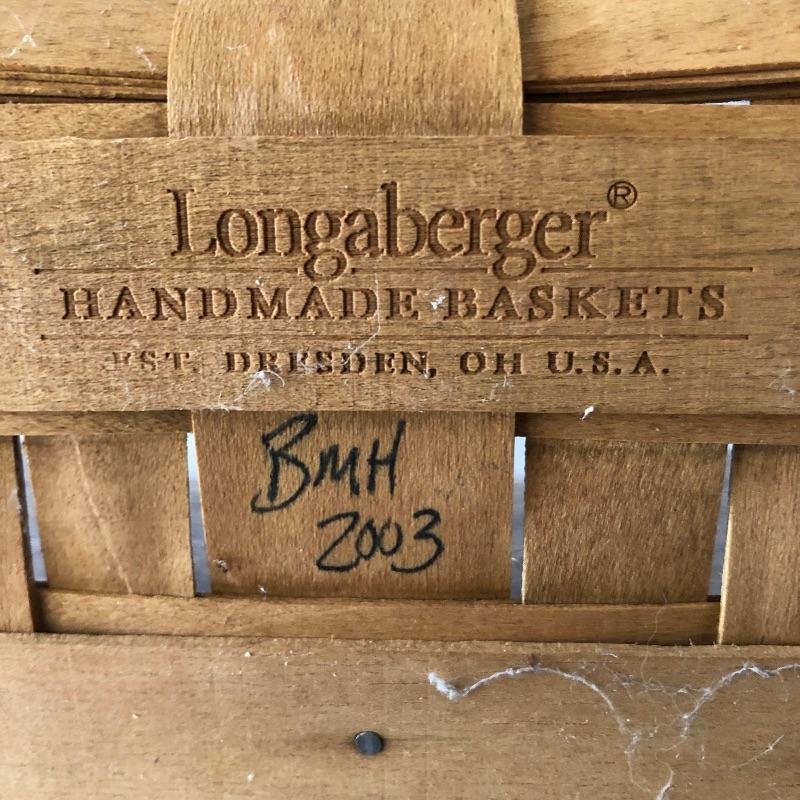 Longaberger®
HANDMADE BASKETS
EST. DRESDEN, OH U.S.A.
BMH
2003